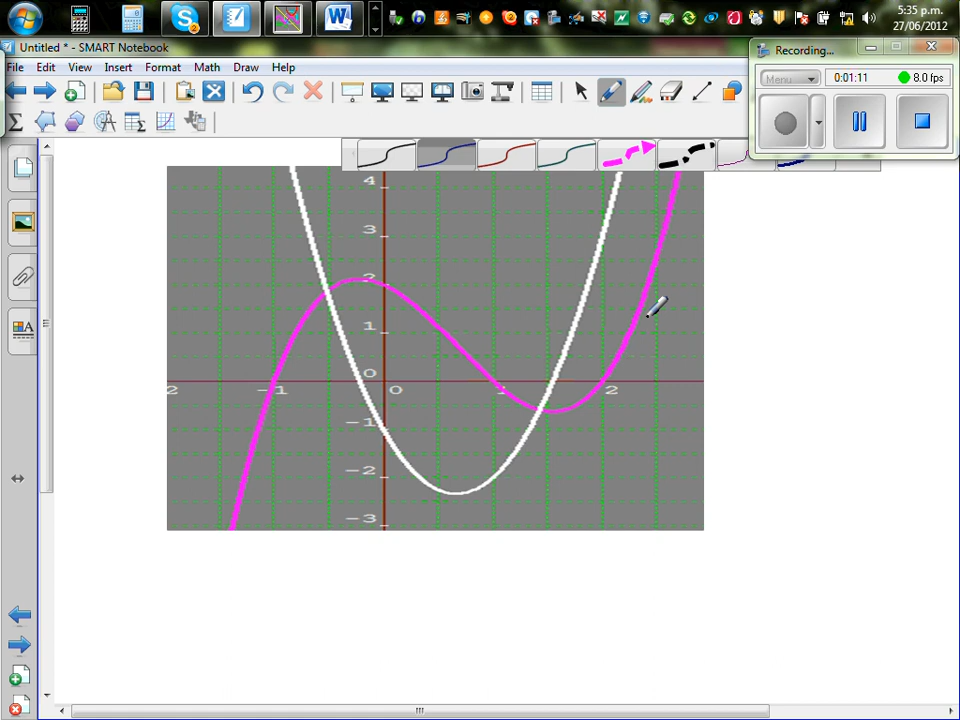 5:35 p.m.
27/06/2012
Untitled * - SMART Notebook
Recording...
File Edit View Insert Format Math Draw Help
Menu
0:01:11
8.0 fps
4
3
2
1
0
2
-1
0
1
2
-1
-2
-3